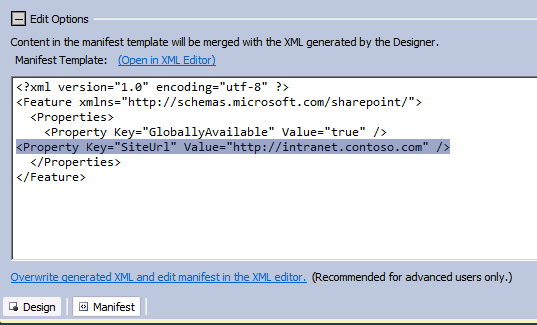 Edit Options
Content in the manifest template will be merged with the XML generated by the Designer.
Manifest Template: (Open in XML Editor)
<?xml version="1.0" encoding="utf-8" ?>
<Feature xmlns="http://schemas.microsoft.com/sharepoint/">
<Properties>
<Property Key="GloballyAvailable" Value="true" />
<Property Key="SiteUrl" Value="http://intranet.contoso.com" />
</Properties>
</Feature>
Overwrite generated XML and edit manifest in the XML editor. (Recommended for advanced users only.)
Design Manifest